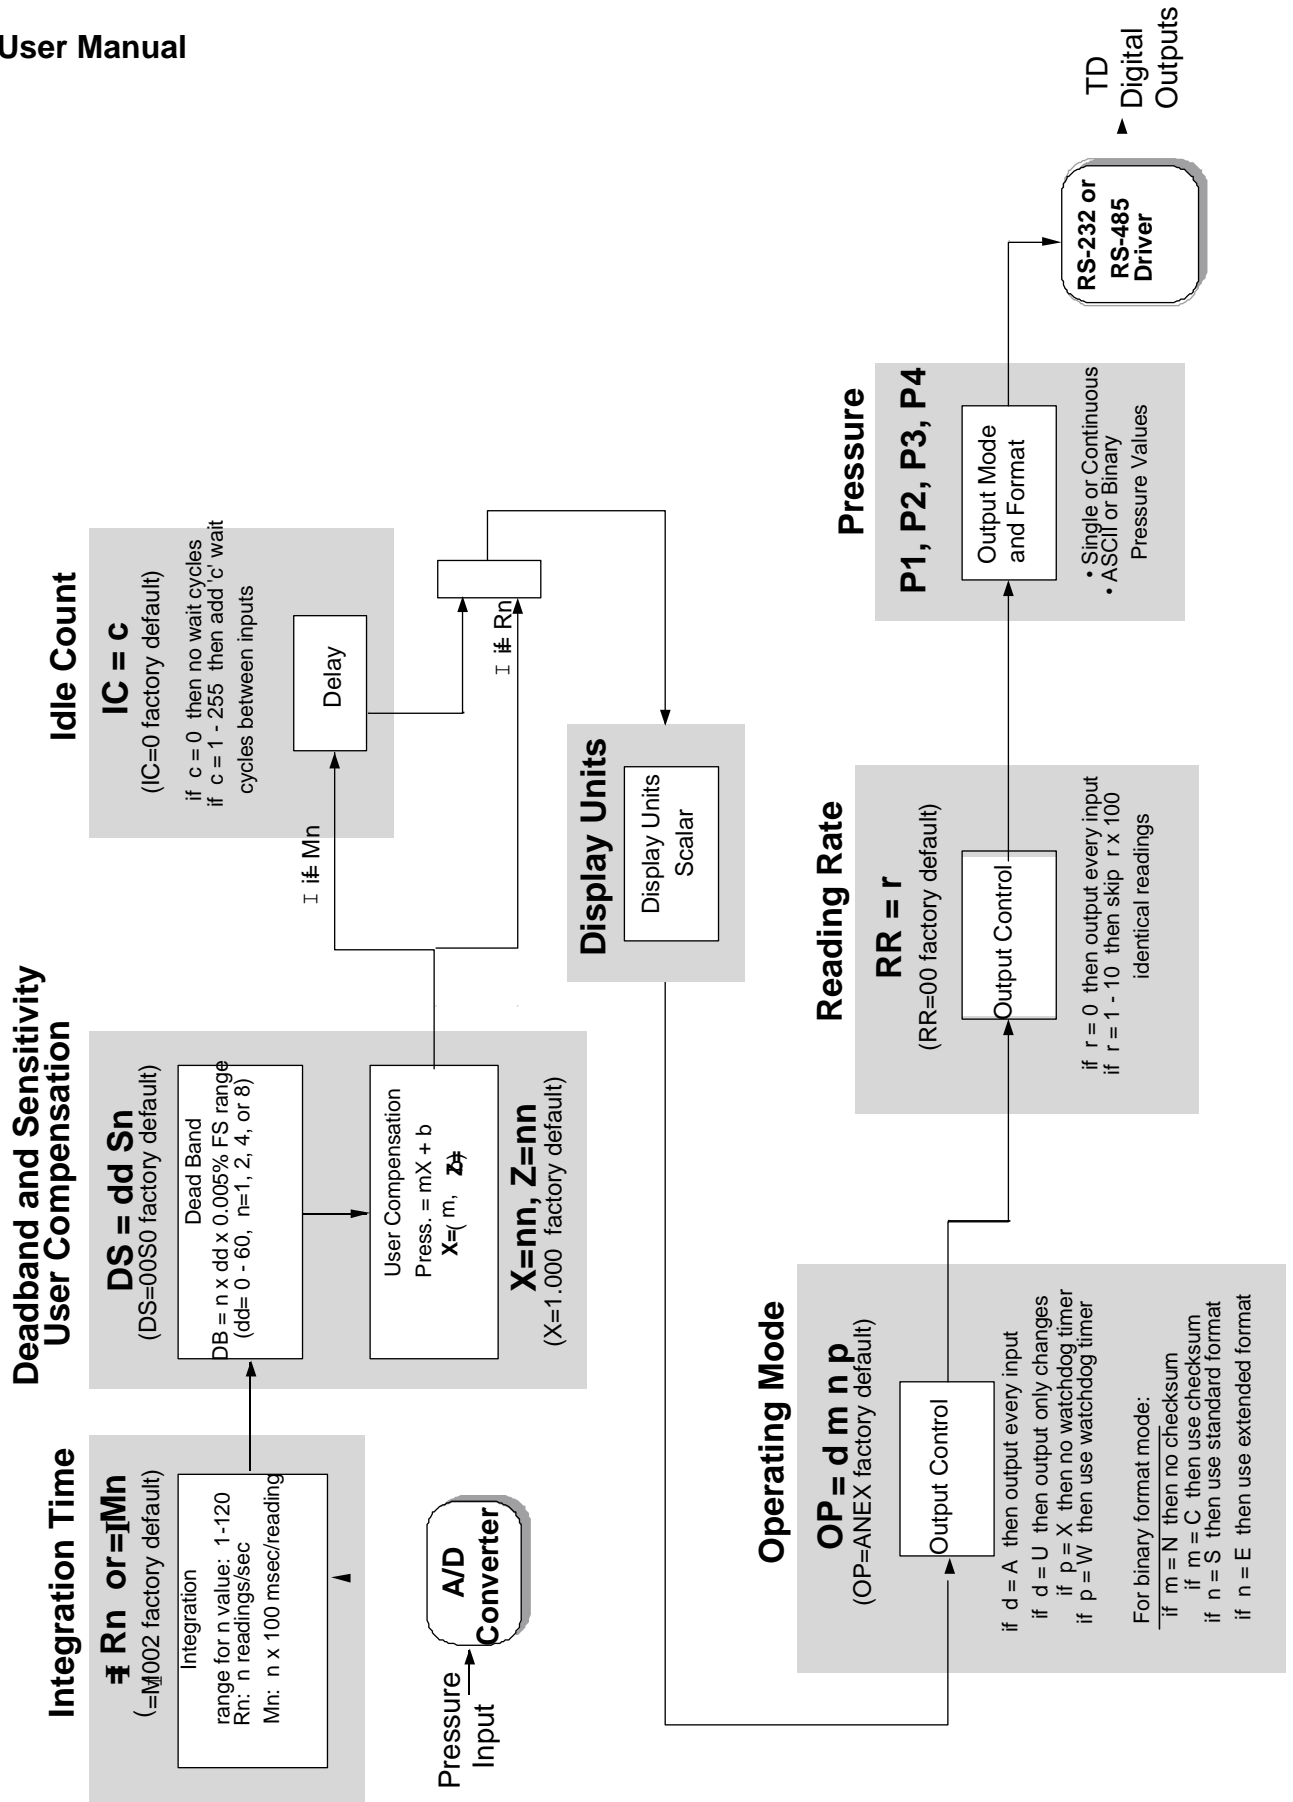 User Manual
Integration Time
I= Rn or I=Mn
(I=M002 factory default)
Integration
range for n value: 1-120
Rn: n readings/sec
Mn: n x 100 msec/reading
Pressure
Input
A/D
Converter
Deadband and Sensitivity
User Compensation
DS = dd Sn
(DS=00S0 factory default)
Dead Band
DB = n x dd x 0.005% FS range
(dd= 0 - 60, n=1, 2, 4, or 8)
User Compensation
Press. = mX + b
X=( m,
X=nn, Z=nn
(X=1.000 factory default)
Idle Count
IC = c
(IC=0 factory default)
if c = 0 then no wait cycles
if c = 1 - 255 then add 'c' wait
cycles between inputs
Delay
if I= Mn
if I= Rn
Display Units
Display Units
Scalar
Operating Mode
OP = d m n p
(OP=ANEX factory default)
Output Control
if d = A then output every input
if d = U then output only changes
if p = X then no watchdog timer
if p = W then use watchdog timer
For binary format mode:
if m = N then no checksum
if m = C then use checksum
if n = S then use standard format
if n = E then use extended format
Reading Rate
RR = r
(RR=00 factory default)
Output Control
if r = 0 then output every input
if r = 1 - 10 then skip r x 100
identical readings
Pressure
P1, P2, P3, P4
Output Mode
and Format
• Single or Continuous
• ASCII or Binary
Pressure Values
RS-232 or
RS-485
Driver
TD
Digital
Outputs